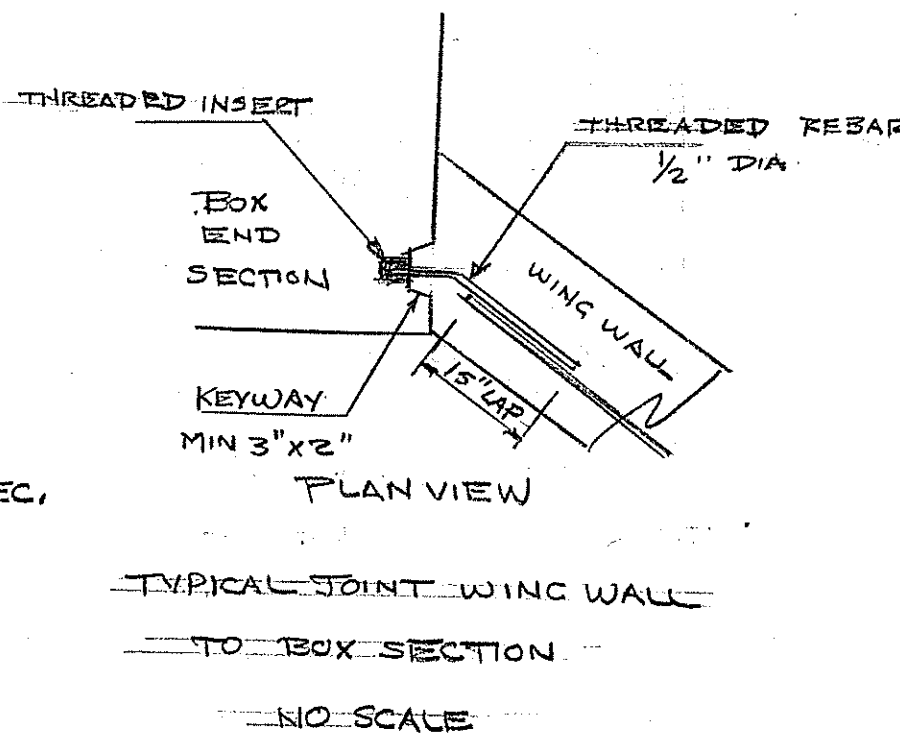 THREADED INSERT
THREADED REBAR
1/2" DIA.
BOX
END
SECTION
WING WALL
15" LAP
KEYWAY
MIN 3"X2"
EC.
PLAN VIEW
TYPICAL JOINT WING WALL
TO BOX SECTION
NO SCALE